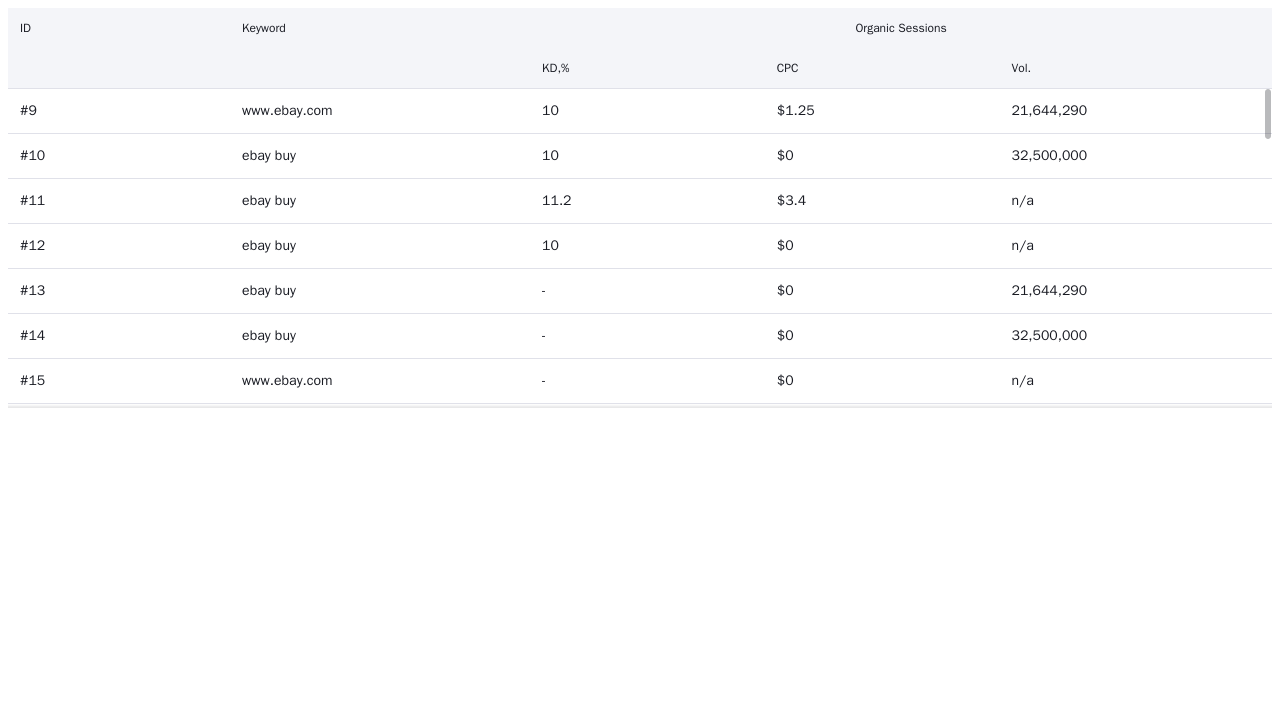 ID Keyword Organic Sessions
KD,% CPC Vol.
#9 www.ebay.com 10 $1.25 21,644,290
#10 ebay buy 10 $0 32,500,000
#11 ebay buy 11.2 $3.4 n/a
#12 ebay buy 10 $0 n/a
#13 ebay buy - $0 21,644,290
#14 ebay buy - $0 32,500,000
#15 www.ebay.com - $0 n/a